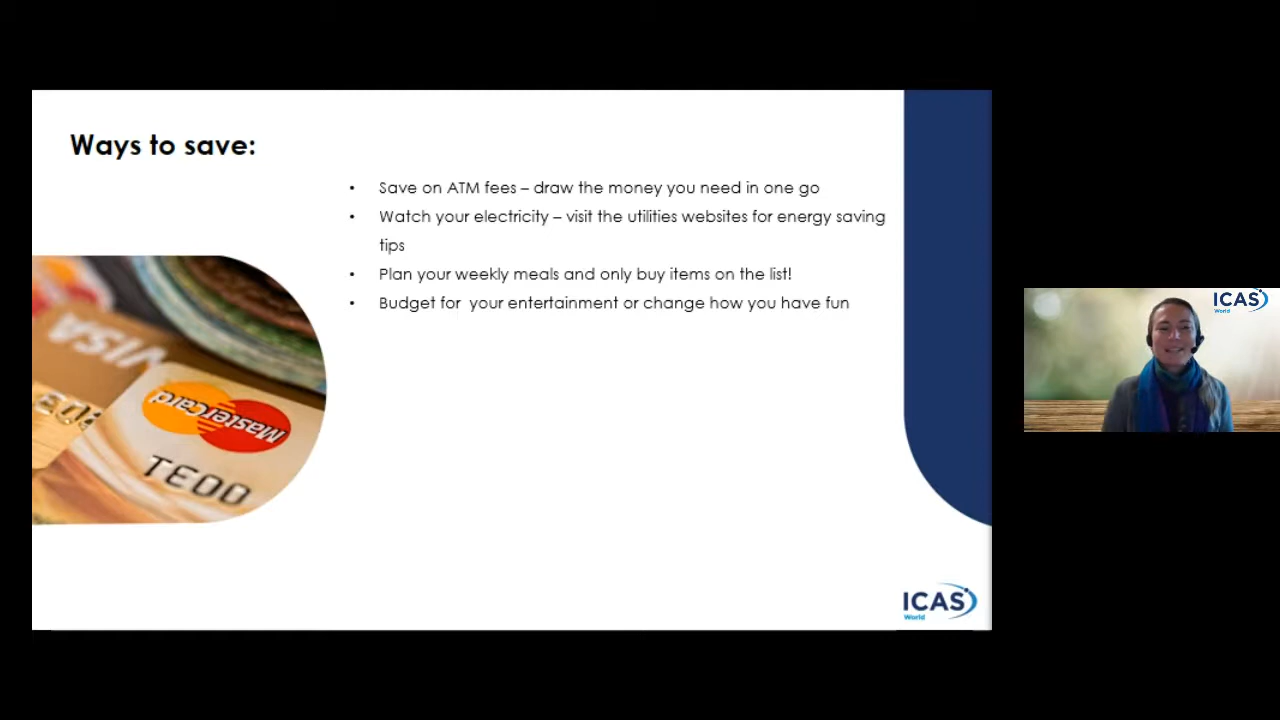 Ways to save:
• Save on ATM fees – draw the money you need in one go
• Watch your electricity – visit the utilities websites for energy saving
tips
• Plan your weekly meals and only buy items on the list!
• Budget for  your entertainment or change how you have fun
VISA
MasterCard
TEDD
ICAS
World
ICAS
World